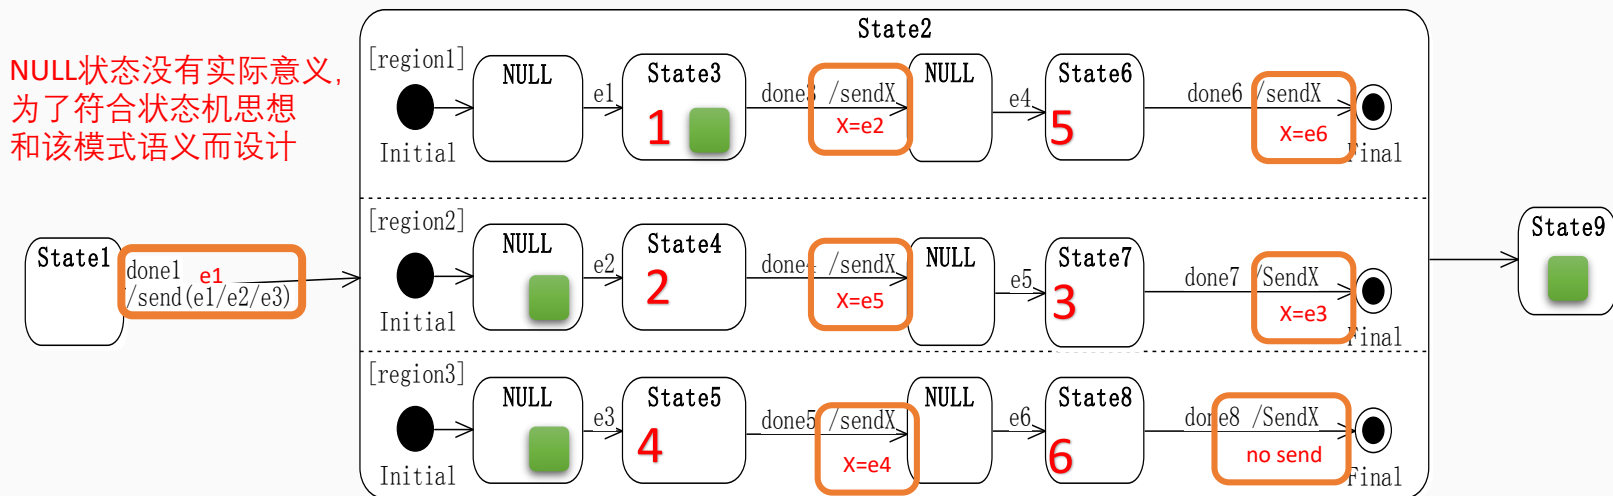 State2
NULL状态没有实际意义,
为了符合状态机思想
和该模式语义而设计
[region1]
Initial
NULL
e1
State3
1
done3 /sendX
X=e2
NULL
e4
State6
5
done6 /sendX
X=e6
Final
State1
done1
e1
/send(e1/e2/e3)
[region2]
Initial
NULL
e2
State4
2
done4 /sendX
X=e5
NULL
e5
State7
3
done7 /SendX
X=e3
Final
State9
[region3]
Initial
NULL
e3
State5
4
done5 /sendX
X=e4
NULL
e6
State8
6
done8 /SendX
no send
Final